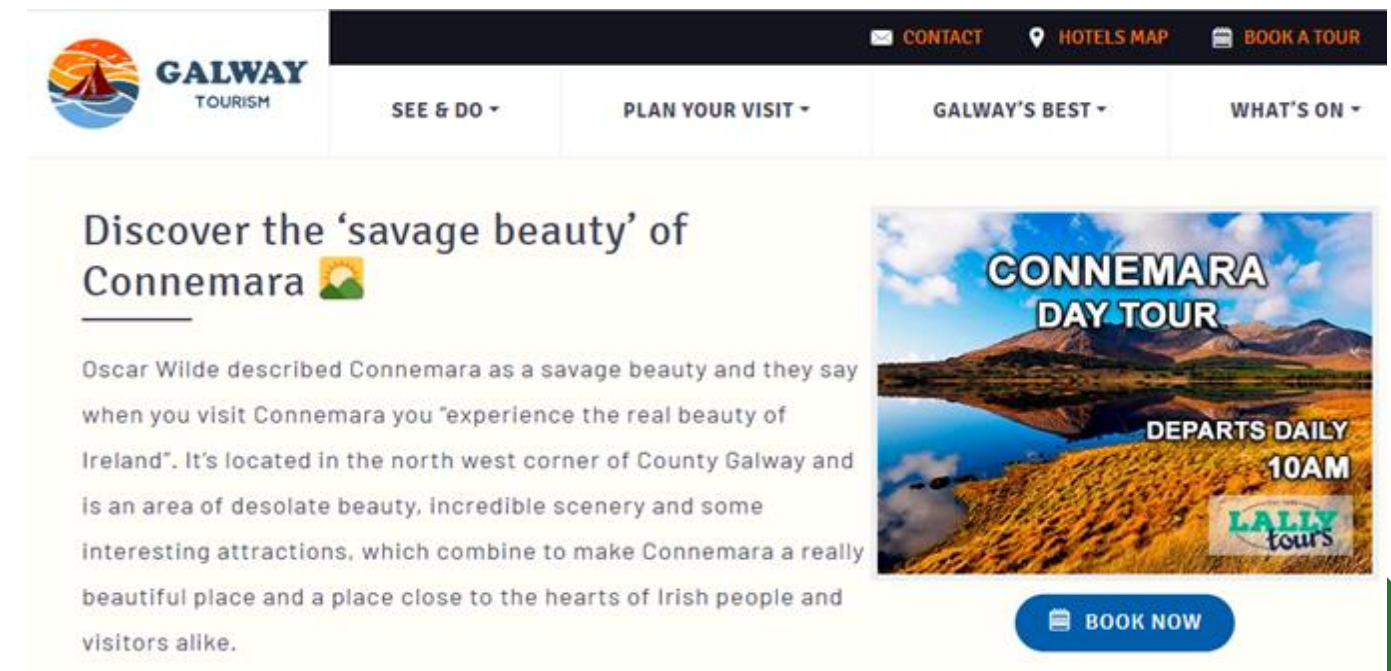 CONTACT HOTELS MAP BOOK A TOUR
GALWAY
TOURISM
SEE & DO PLAN YOUR VISIT GALWAY'S BEST WHAT'S ON
Discover the ‘savage beauty’ of
Connemara
Oscar Wilde described Connemara as a savage beauty and they say
when you visit Connemara you “experience the real beauty of
Ireland”. It’s located in the north west corner of County Galway and
is an area of desolate beauty, incredible scenery and some
interesting attractions, which combine to make Connemara a really
beautiful place and a place close to the hearts of Irish people and
visitors alike.
CONNEMARA
DAY TOUR
DEPARTS DAILY
10AM
LALLY
tours
BOOK NOW